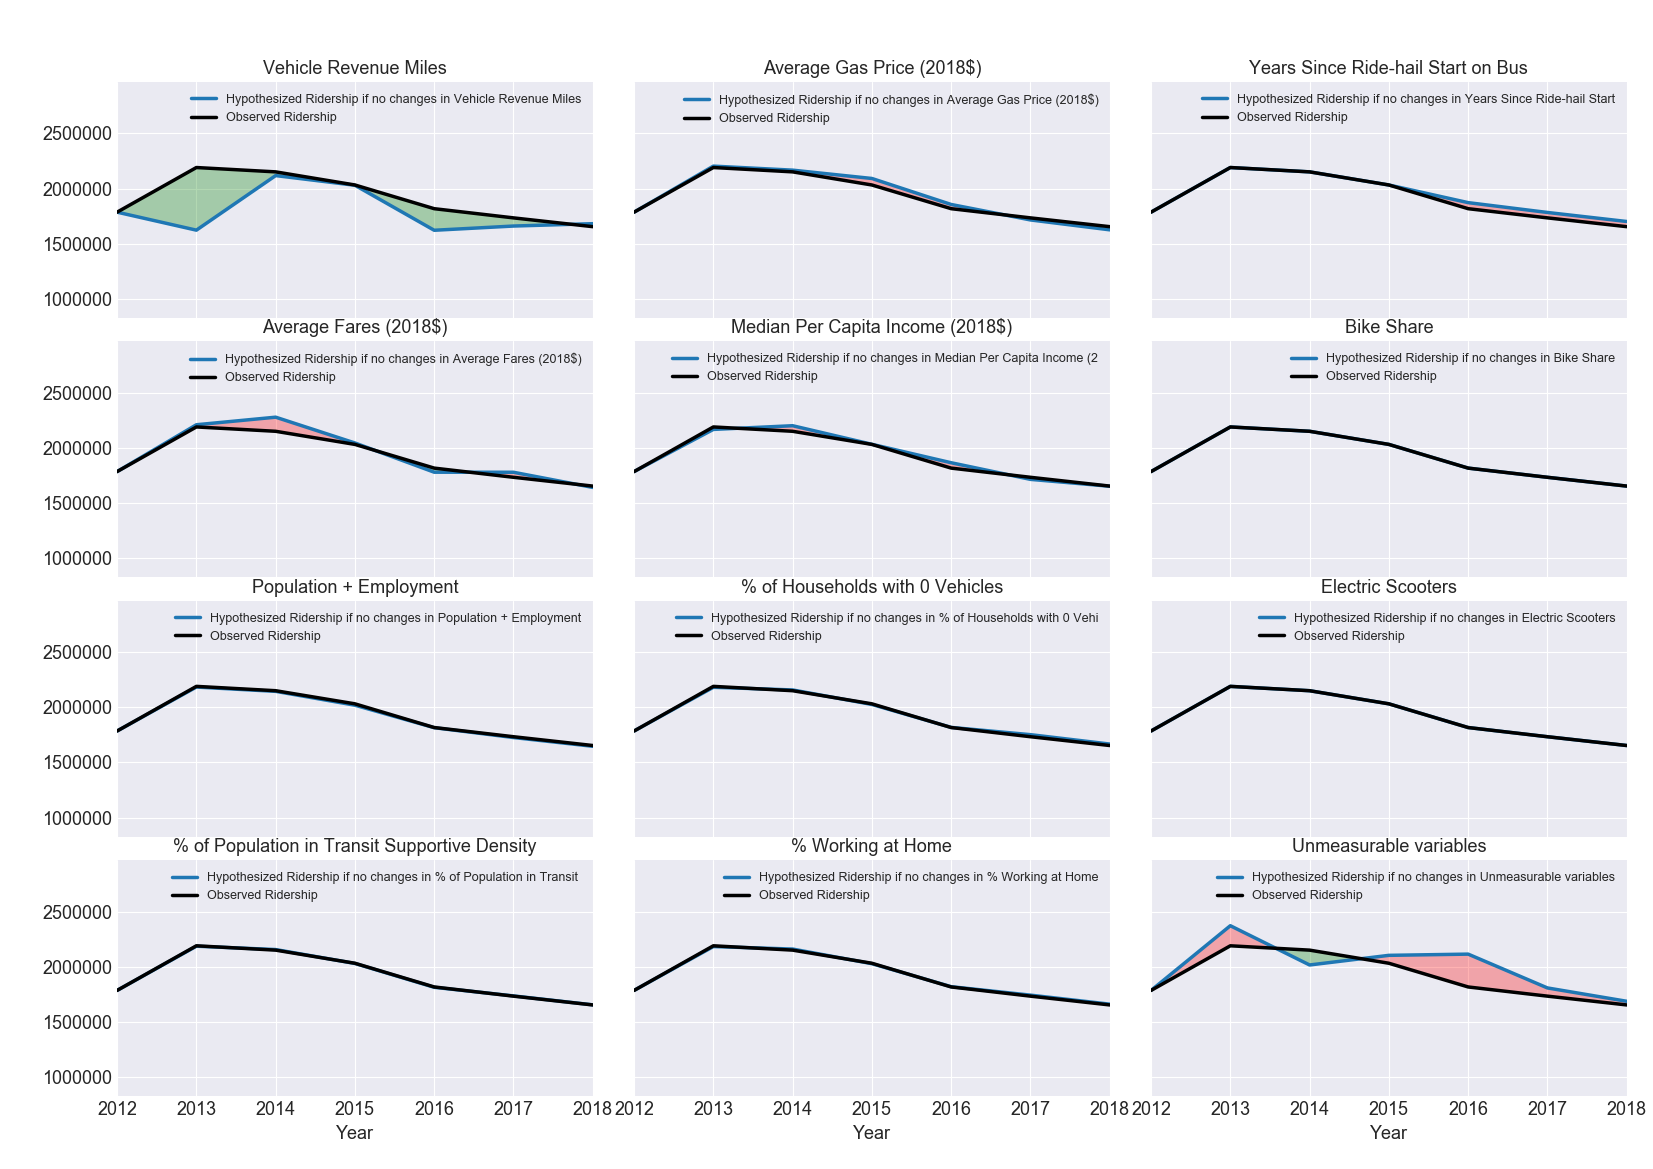 Vehicle Revenue Miles
Hypothesized Ridership if no changes in Vehicle Revenue Miles
Observed Ridership
2500000
2000000
1500000
1000000
Average Gas Price (2018$)
Hypothesized Ridership if no changes in Average Gas Price (2018$)
Observed Ridership
Years Since Ride-hail Start on Bus
Hypothesized Ridership if no changes in Years Since Ride-hail Start
Observed Ridership
Average Fares (2018$)
Hypothesized Ridership if no changes in Average Fares (2018$)
Observed Ridership
2500000
2000000
1500000
1000000
Median Per Capita Income (2018$)
Hypothesized Ridership if no changes in Median Per Capita Income (2
Observed Ridership
Bike Share
Hypothesized Ridership if no changes in Bike Share
Observed Ridership
Population + Employment
Hypothesized Ridership if no changes in Population + Employment
Observed Ridership
2500000
2000000
1500000
1000000
% of Households with 0 Vehicles
Hypothesized Ridership if no changes in % of Households with 0 Vehi
Observed Ridership
Electric Scooters
Hypothesized Ridership if no changes in Electric Scooters
Observed Ridership
% of Population in Transit Supportive Density
Hypothesized Ridership if no changes in % of Population in Transit
Observed Ridership
2500000
2000000
1500000
1000000
2012 2013 2014 2015 2016 2017 2018
Year
% Working at Home
Hypothesized Ridership if no changes in % Working at Home
Observed Ridership
2012 2013 2014 2015 2016 2017 2018
Year
Unmeasurable variables
Hypothesized Ridership if no changes in Unmeasurable variables
Observed Ridership
2012 2013 2014 2015 2016 2017 2018
Year